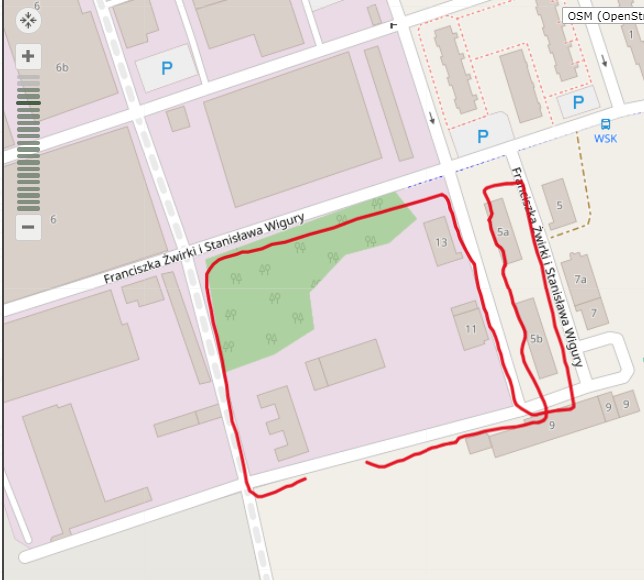 OSM (OpenSt
6b
P
1
P
WSK
P
6
Franciszka Żwirki i Stanisława Wigury
Franciszka Żwirki i Stanisława Wigury
5
5a
13
7a
7
11
5b
9
9
9